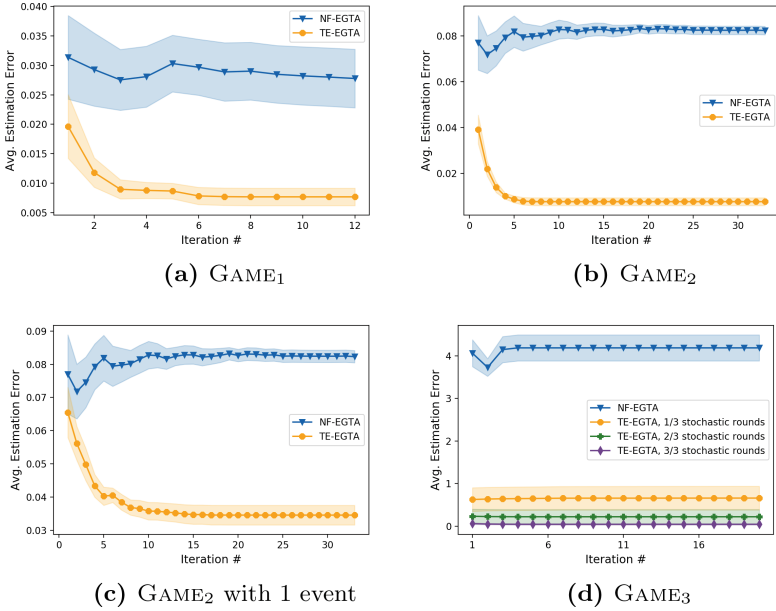 0.040
0.035
0.030
0.025
0.020
0.015
0.010
0.005
Avg. Estimation Error
NF-EGTA
TE-EGTA
2
4
6
8
10
12
Iteration #
(a) GAME1
0.08
0.06
0.04
0.02
Avg. Estimation Error
NF-EGTA
TE-EGTA
0
5
10
15
20
25
30
Iteration #
(b) GAME2
0.09
0.08
0.07
0.06
0.05
0.04
0.03
Avg. Estimation Error
NF-EGTA
TE-EGTA
0
5
10
15
20
25
30
Iteration #
(c) GAME2 with 1 event
4
3
2
1
0
Avg. Estimation Error
NF-EGTA
TE-EGTA, 1/3 stochastic rounds
TE-EGTA, 2/3 stochastic rounds
TE-EGTA, 3/3 stochastic rounds
1
6
11
16
Iteration #
(d) GAME3